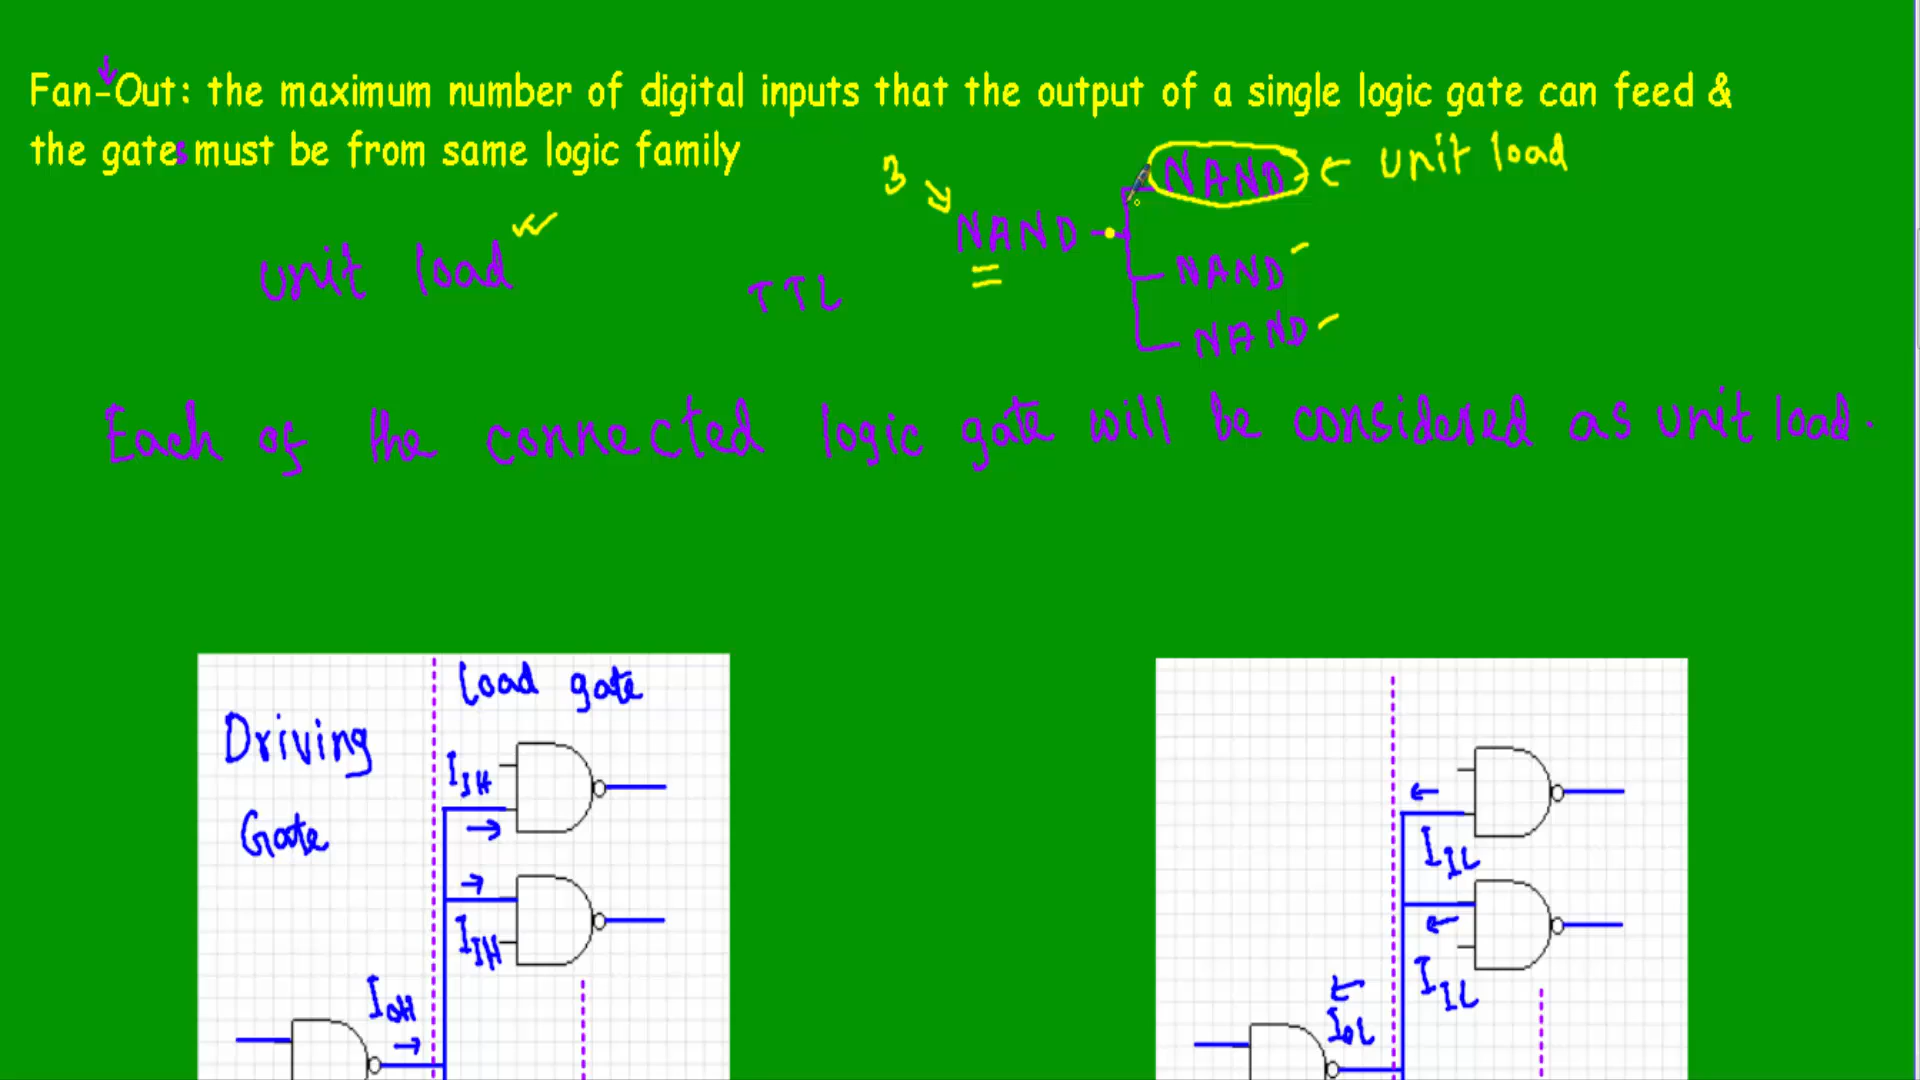 Fan-Out: the maximum number of digital inputs that the output of a single logic gate can feed &
the gates must be from same logic family
3
NAND ← unit load
NAND
unit load
TTL
NAND
NAND
Each of the connected logic gate will be considered as unit load.
Load gate
Driving
Gate
IIH
IIH
IOH
IIL
IIL
IOL